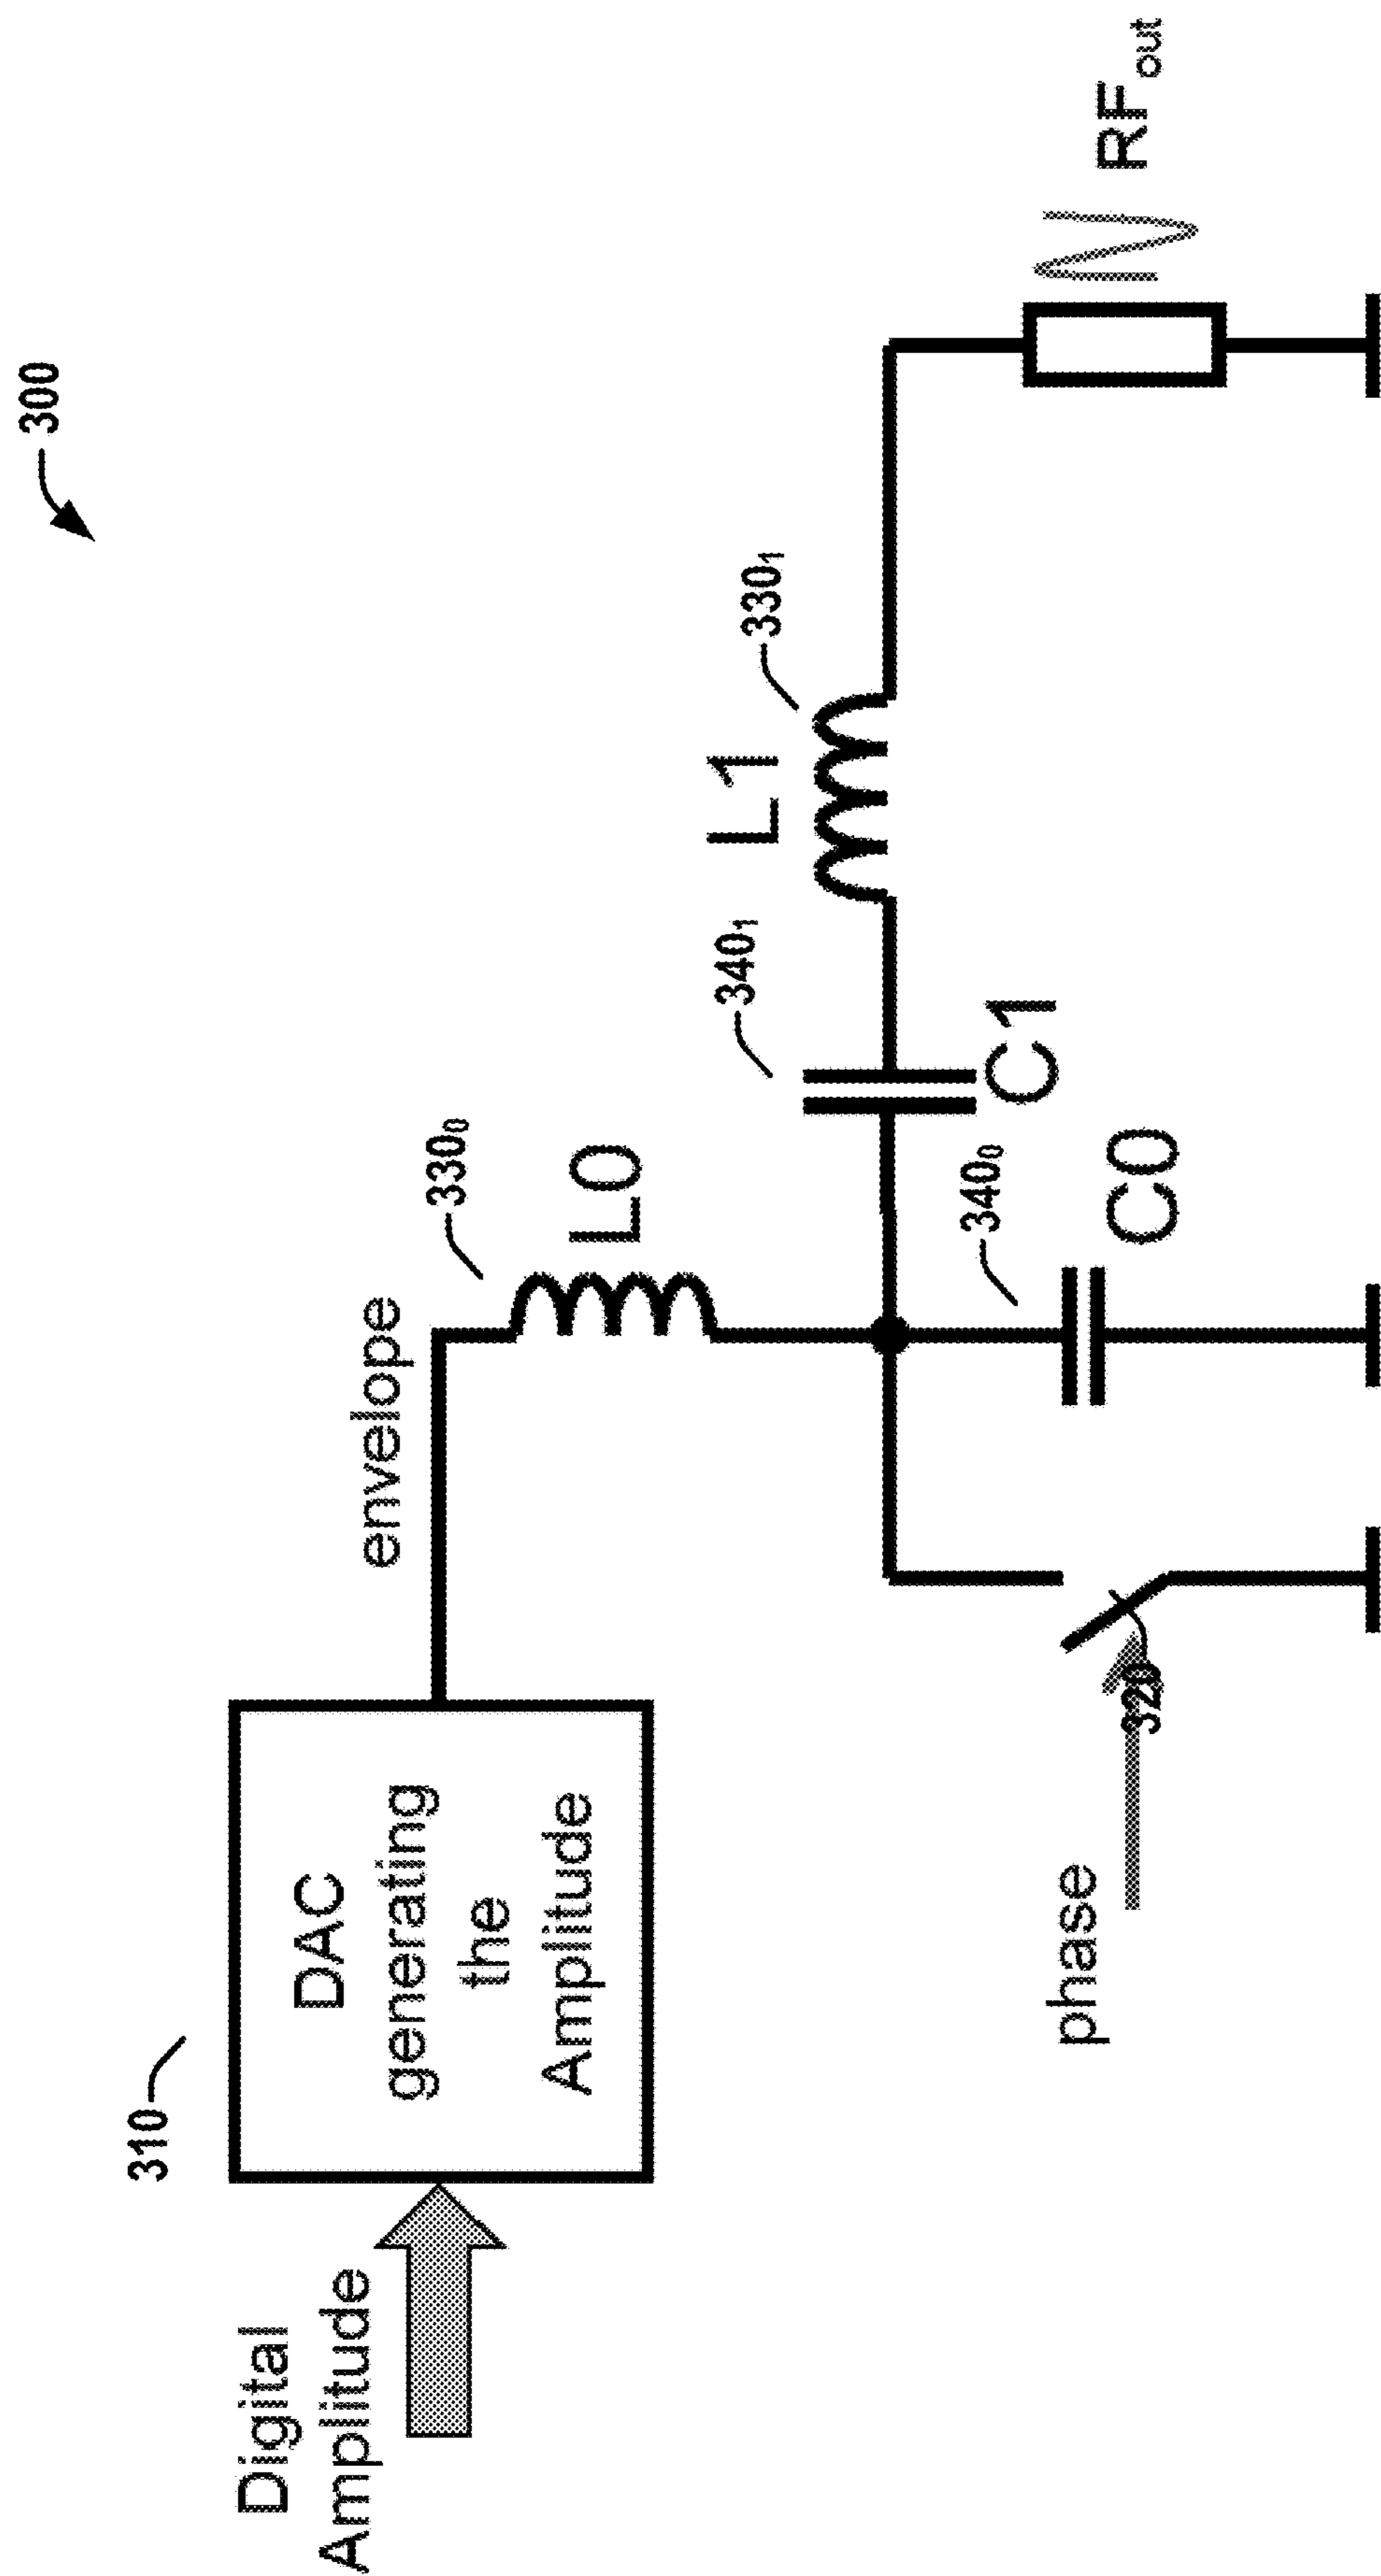 300
310
Digital
Amplitude
DAC
generating
the
Amplitude
envelope
330₀
L0
340₁
C1
330₁
L1
340₀
C0
phase
320
RFout